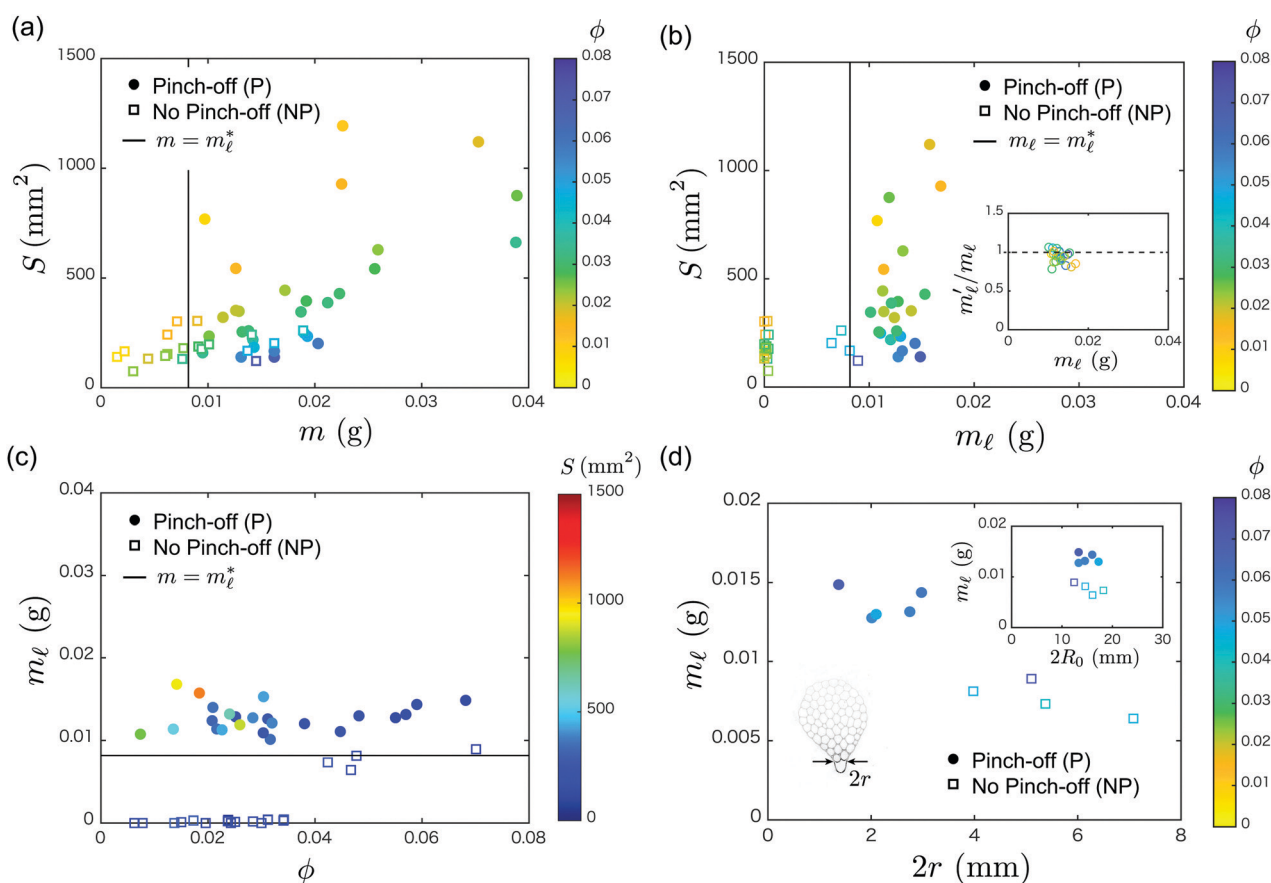 (a)
ϕ
1500
Pinch-off (P)
No Pinch-off (NP)
m = m*ℓ
1000
500
0
S (mm²)
0
0.01
0.02
0.03
0.04
m (g)
0.08
0.07
0.06
0.05
0.04
0.03
0.02
0.01
0
(b)
ϕ
1500
Pinch-off (P)
No Pinch-off (NP)
mℓ = m*ℓ
1000
500
0
S (mm²)
0
0.01
0.02
0.03
0.04
mℓ (g)
1.5
1
0.5
0
m′ℓ/mℓ
0
0.02
0.04
mℓ (g)
0.08
0.07
0.06
0.05
0.04
0.03
0.02
0.01
0
(c)
S (mm²)
0.04
Pinch-off (P)
No Pinch-off (NP)
m = m*ℓ
0.03
0.02
0.01
0
mℓ (g)
0
0.02
0.04
0.06
0.08
ϕ
1500
1000
500
0
(d)
ϕ
0.02
0.015
0.01
0.005
0
mℓ (g)
0.02
0.01
0
mℓ (g)
0
10
20
30
2R₀ (mm)
2r
Pinch-off (P)
No Pinch-off (NP)
0
2
4
6
8
2r (mm)
0.08
0.07
0.06
0.05
0.04
0.03
0.02
0.01
0